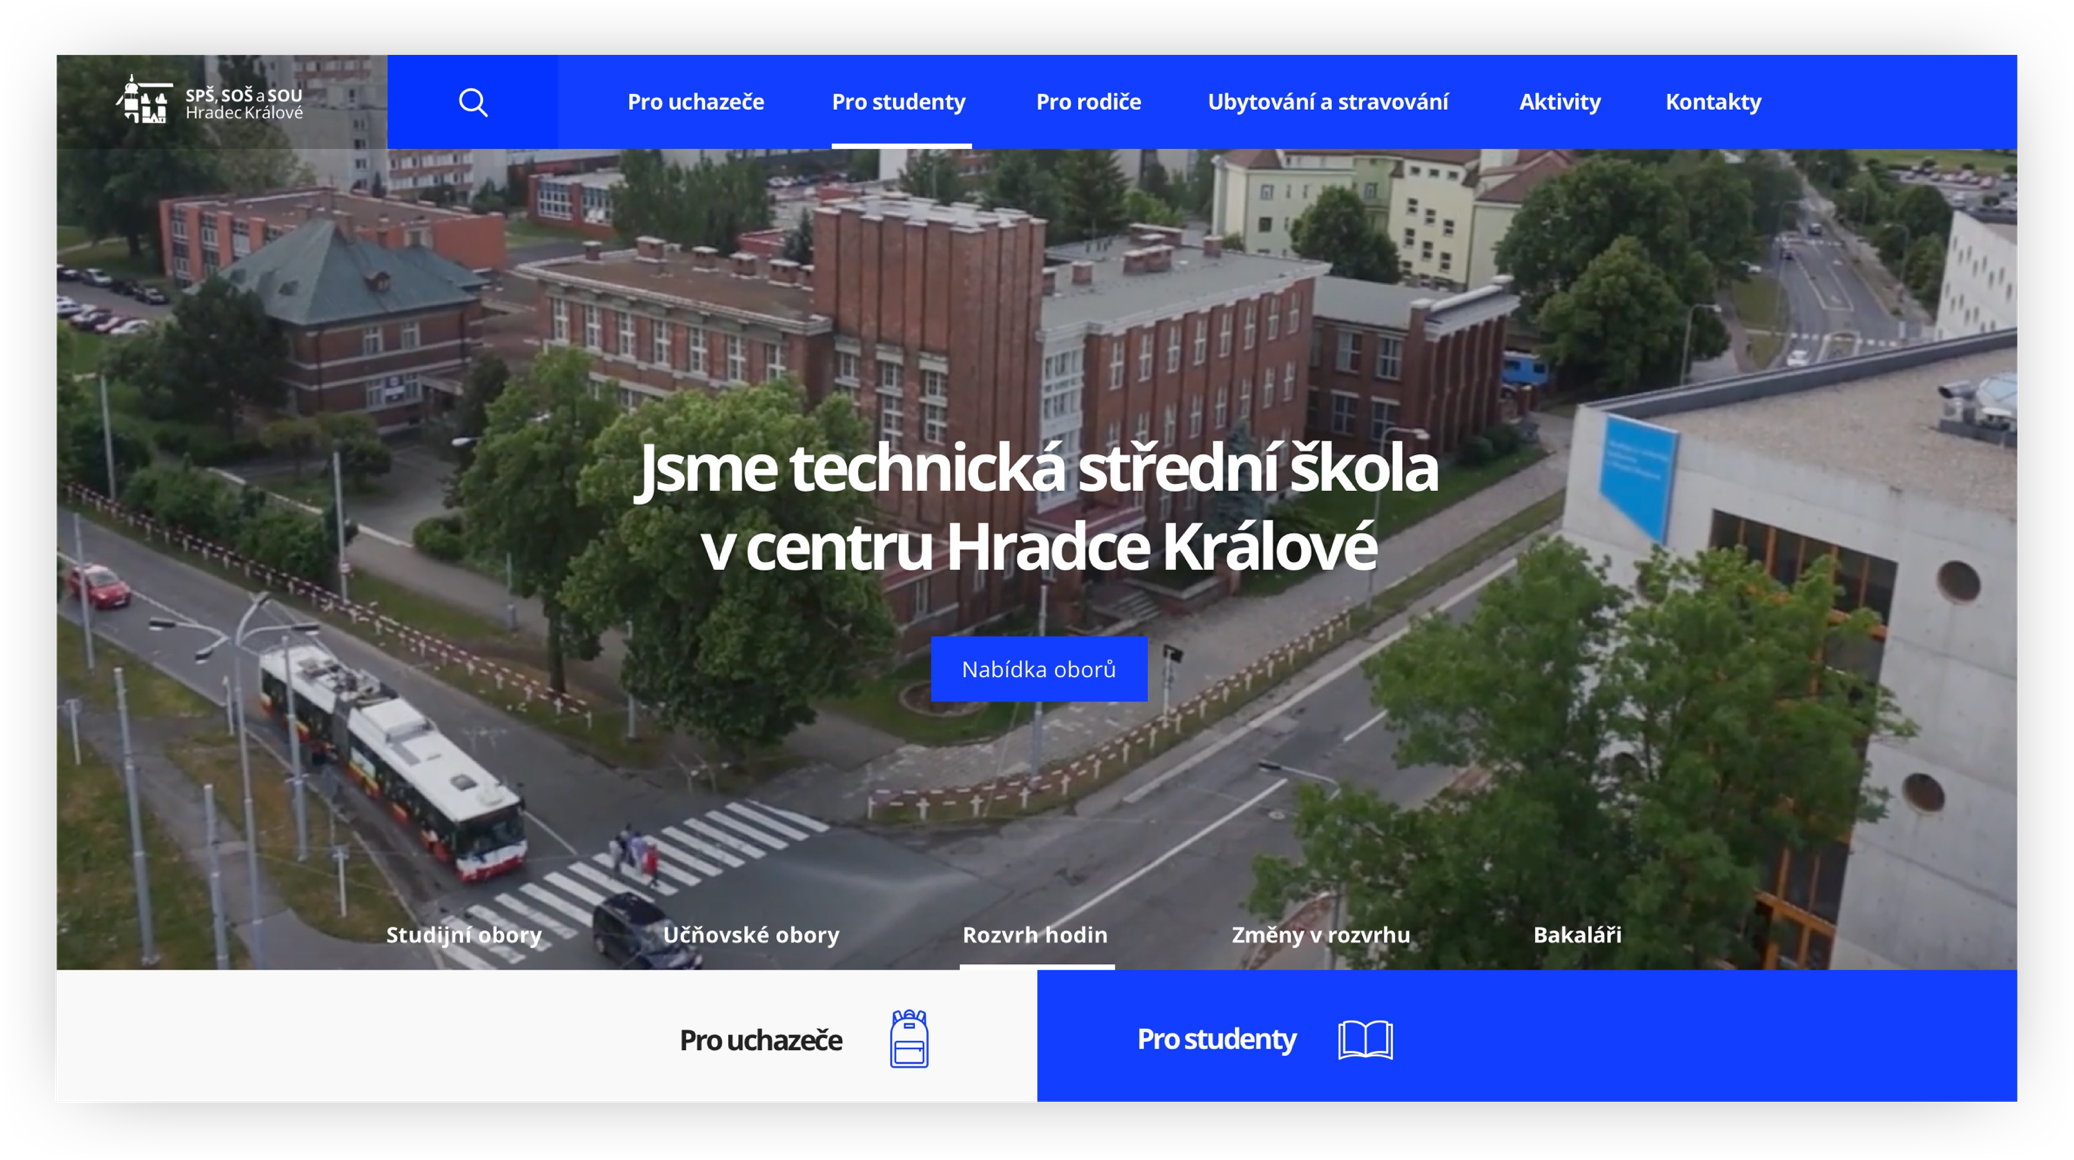 SPŠ, SOŠ a SOU
Hradec Králové
Pro uchazeče
Pro studenty
Pro rodiče
Ubytování a stravování
Aktivity
Kontakty
Jsme technická střední škola
v centru Hradce Králové
Nabídka oborů
Studijní obory
Učňovské obory
Rozvrh hodin
Změny v rozvrhu
Bakaláři
Pro uchazeče
Pro studenty